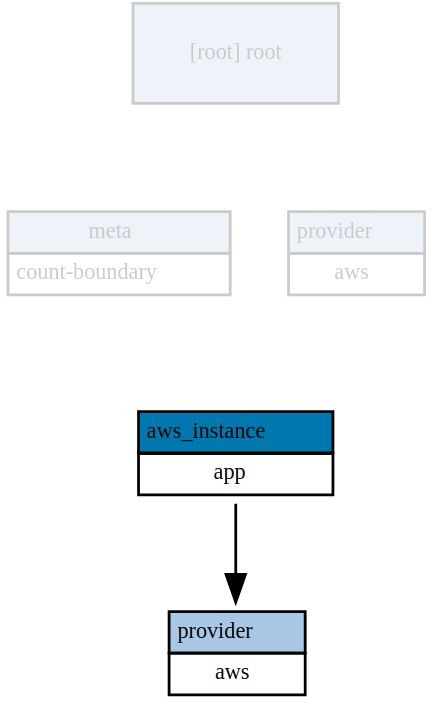 [root] root
meta
count-boundary
provider
aws
aws_instance
app
provider
aws